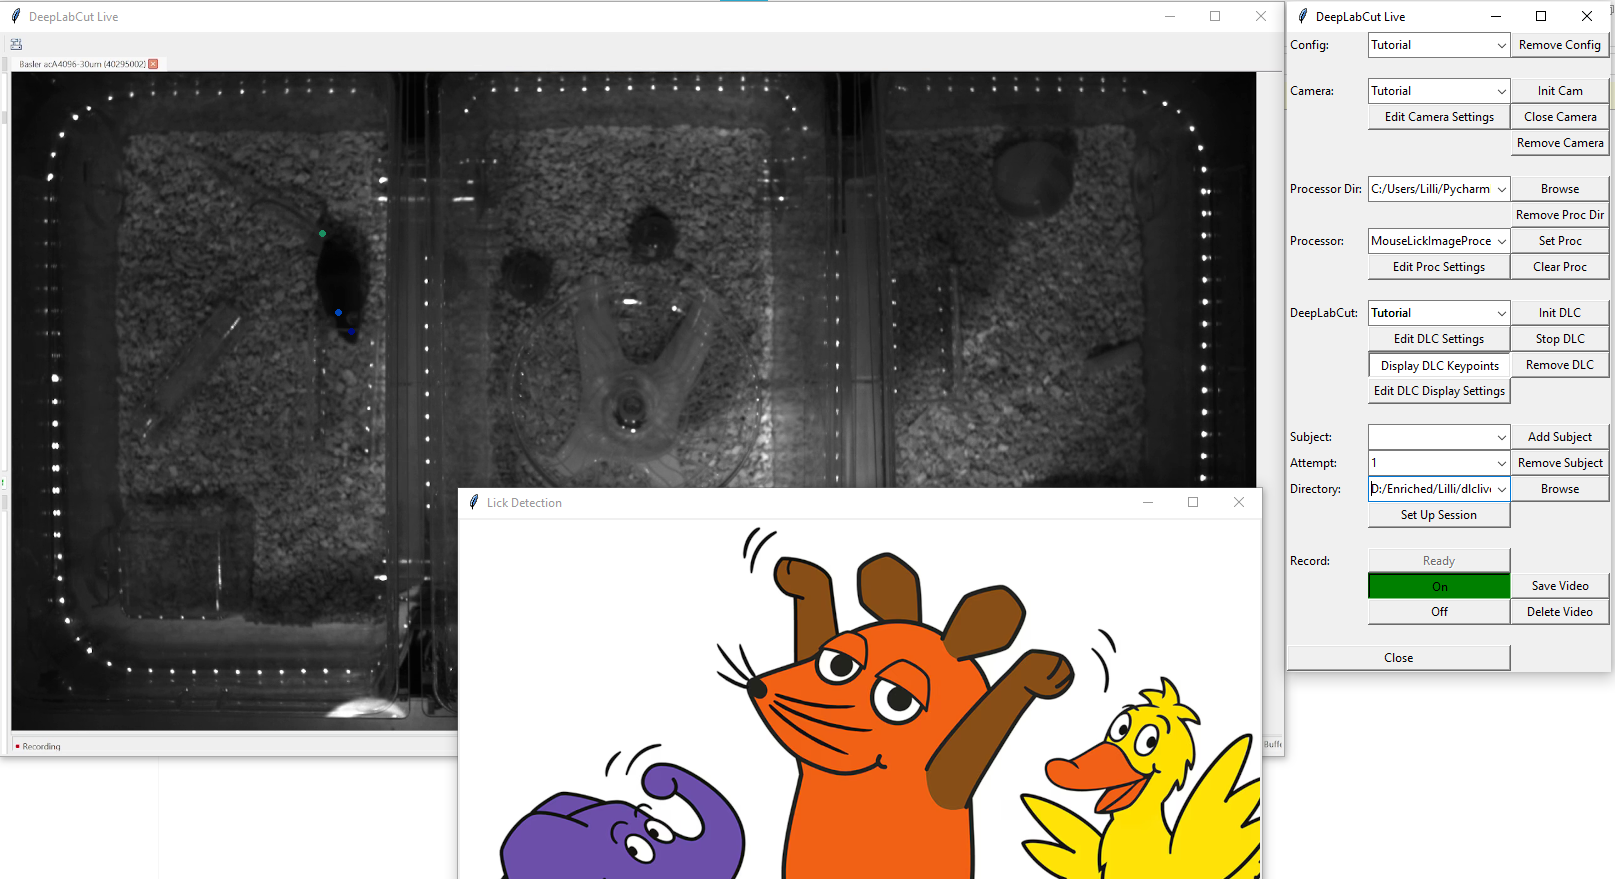 DeepLabCut Live
Basler acA4096-30um (40295002)
Recording
Buffe
Lick Detection
DeepLabCut Live
Config:
Tutorial
Remove Config
Camera:
Tutorial
Init Cam
Edit Camera Settings
Close Camera
Remove Camera
Processor Dir:
C:/Users/Lilli/Pycharm
Browse
Remove Proc Dir
Processor:
MouseLickImageProce
Set Proc
Edit Proc Settings
Clear Proc
DeepLabCut:
Tutorial
Init DLC
Edit DLC Settings
Stop DLC
Display DLC Keypoints
Remove DLC
Edit DLC Display Settings
Subject:
Add Subject
Attempt:
1
Remove Subject
Directory:
D:/Enriched/Lilli/dlclive
Browse
Set Up Session
Record:
Ready
On
Save Video
Off
Delete Video
Close